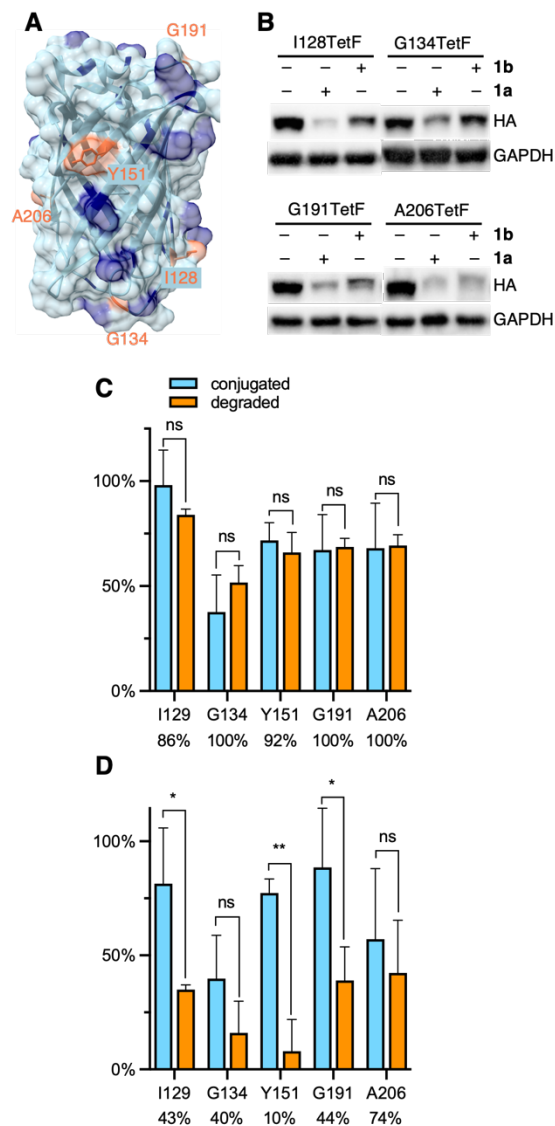 A
G191
Y151
A206
I128
G134
B
I128TetF G134TetF
– – + – – + 1b
– + – – + – 1a
HA
GAPDH
G191TetF A206TetF
– – + – – + 1b
– + – – + – 1a
HA
GAPDH
C
conjugated
degraded
ns ns ns ns ns
100%
50%
0%
I129 G134 Y151 G191 A206
86% 100% 92% 100% 100%
D
* ns ** * ns
100%
50%
0%
I129 G134 Y151 G191 A206
43% 40% 10% 44% 74%